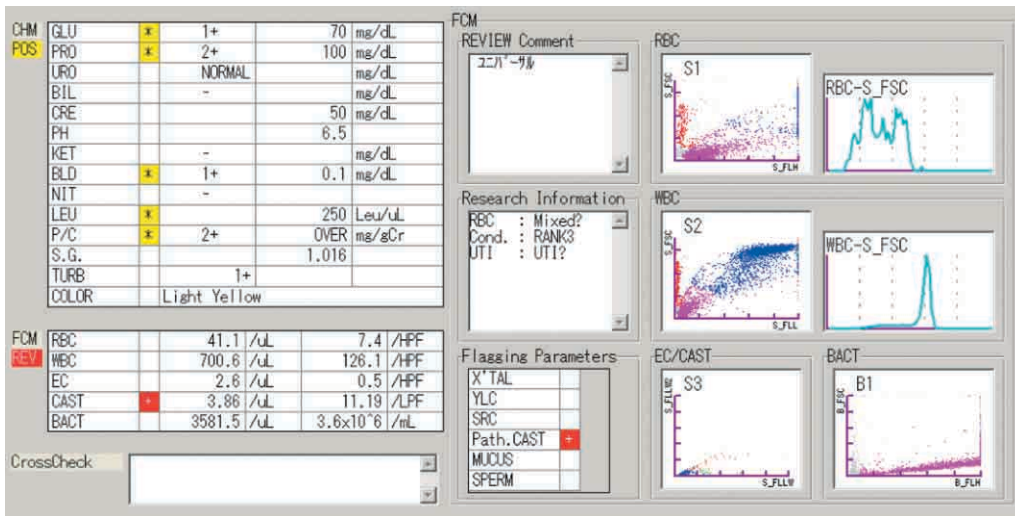 CHM GLU * 1+ 70 mg/dL
POS PRO * 2+ 100 mg/dL
URO NORMAL mg/dL
BIL - mg/dL
CRE 50 mg/dL
PH 6.5
KET - mg/dL
BLD * 1+ 0.1 mg/dL
NIT -
LEU * 250 Leu/uL
P/C * 2+ OVER mg/gCr
S.G. 1.016
TURB 1+
COLOR Light Yellow
FCM RBC 41.1 /uL 7.4 /HPF
REV WBC 700.6 /uL 126.1 /HPF
EC 2.6 /uL 0.5 /HPF
CAST + 3.86 /uL 11.19 /LPF
BACT 3581.5 /uL 3.6x10^6 /mL
CrossCheck
FCM
REVIEW Comment
ユニバーサル
Research Information
RBC : Mixed?
Cond. : RANK3
UTI : UTI?
Flagging Parameters
X'TAL
YLC
SRC
Path.CAST +
MUCUS
SPERM
RBC
S1
S_FSC
S_FLH
RBC-S_FSC
WBC
S2
S_FSC
S_FLL
WBC-S_FSC
EC/CAST
S3
S_FLLW2
S_FLLW
BACT
B1
B_FSC
B_FLH